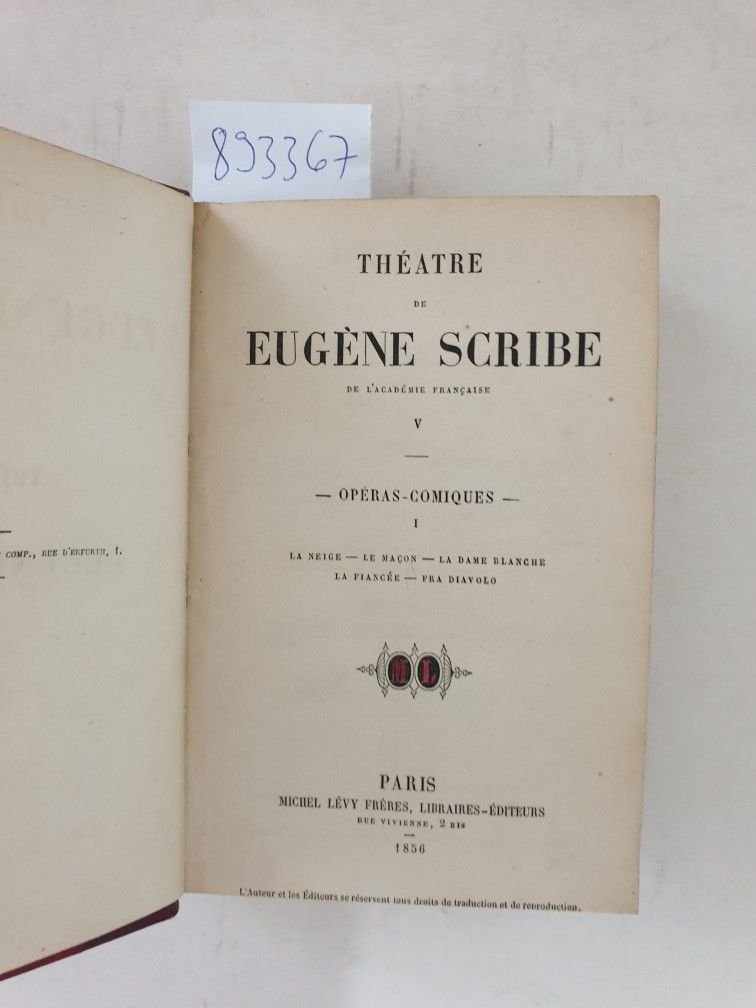 893367
THÉATRE
DE
EUGÈNE SCRIBE
DE L'ACADÉMIE FRANÇAISE
V
— OPÉRAS-COMIQUES —
I
LA NEIGE — LE MAÇON — LA DAME BLANCHE
LA FIANCÉE — FRA DIAVOLO
M L
PARIS
MICHEL LÉVY FRÈRES, LIBRAIRES-ÉDITEURS
RUE VIVIENNE, 2 BIS
1856
L'Auteur et les Éditeurs se réservent tous droits de traduction et de reproduction.
COMP., RUE D'ERFURTH, 1.